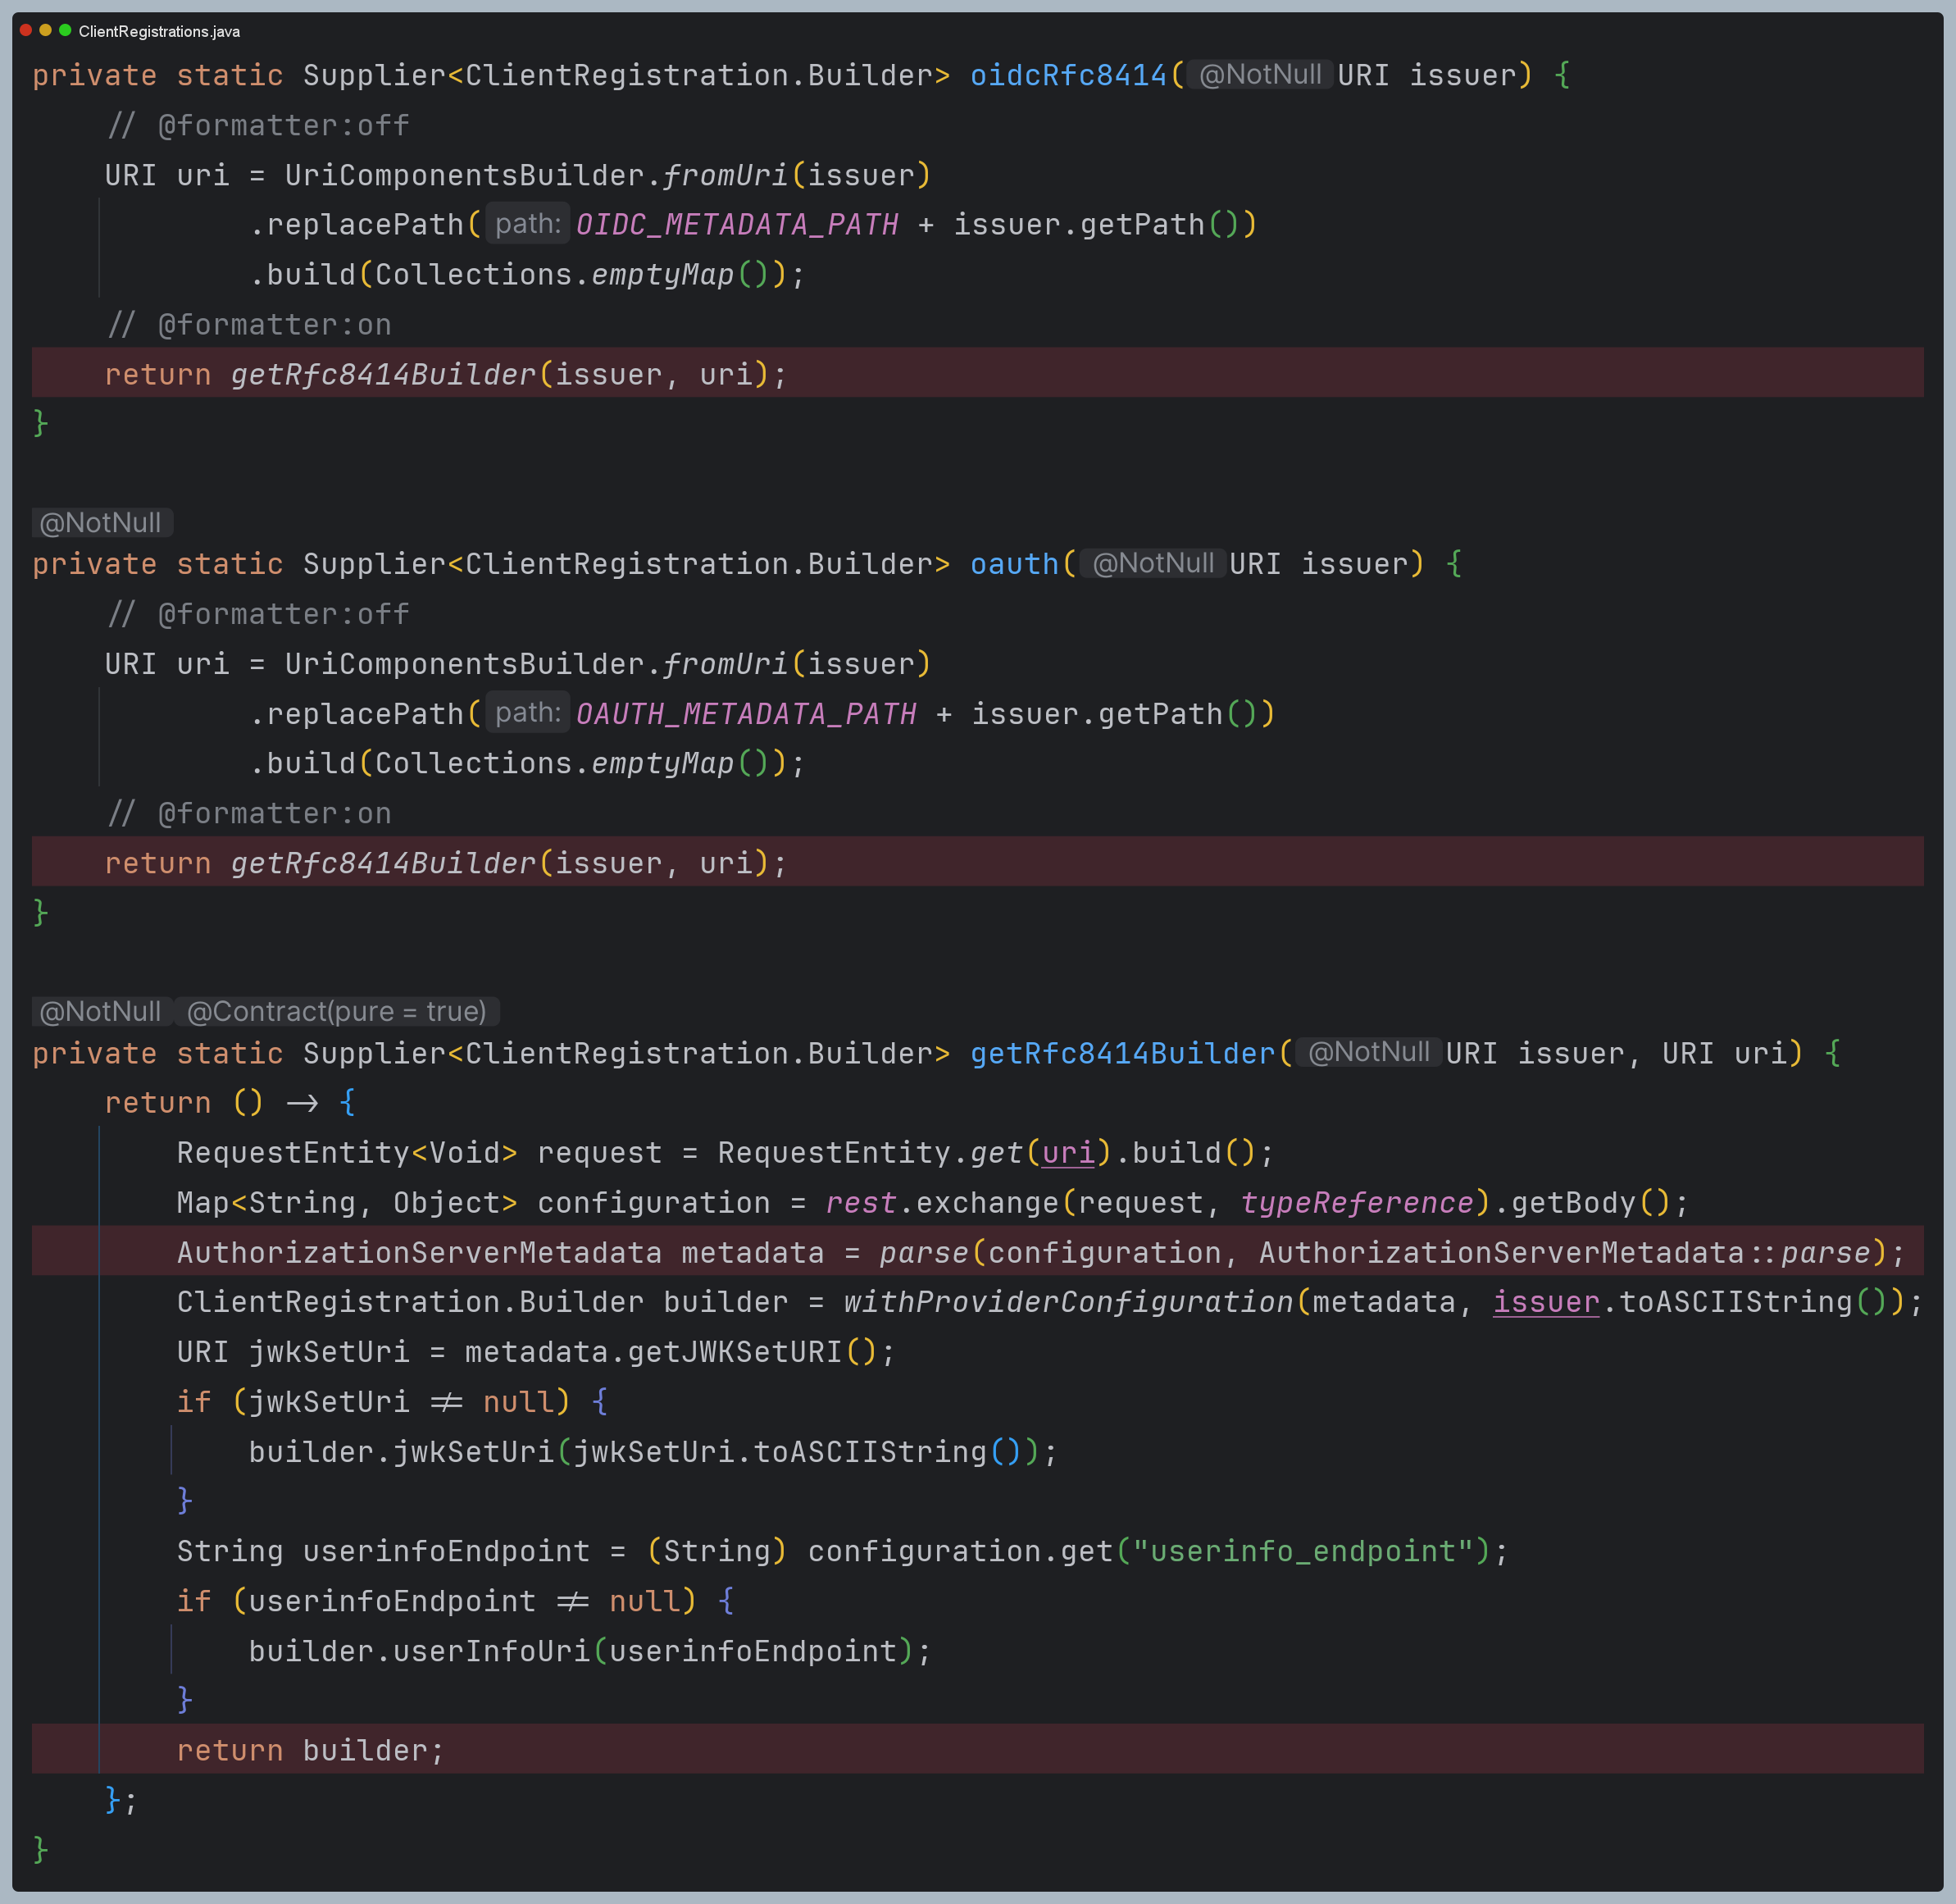 ClientRegistrations.java
private static Supplier<ClientRegistration.Builder> oidcRfc8414( @NotNull URI issuer) {
    // @formatter:off
    URI uri = UriComponentsBuilder.fromUri(issuer)
            .replacePath( path: OIDC_METADATA_PATH + issuer.getPath())
            .build(Collections.emptyMap());
    // @formatter:on
    return getRfc8414Builder(issuer, uri);
}
@NotNull
private static Supplier<ClientRegistration.Builder> oauth( @NotNull URI issuer) {
    // @formatter:off
    URI uri = UriComponentsBuilder.fromUri(issuer)
            .replacePath( path: OAUTH_METADATA_PATH + issuer.getPath())
            .build(Collections.emptyMap());
    // @formatter:on
    return getRfc8414Builder(issuer, uri);
}
@NotNull @Contract(pure = true)
private static Supplier<ClientRegistration.Builder> getRfc8414Builder( @NotNull URI issuer, URI uri) {
    return () -> {
        RequestEntity<Void> request = RequestEntity.get(uri).build();
        Map<String, Object> configuration = rest.exchange(request, typeReference).getBody();
        AuthorizationServerMetadata metadata = parse(configuration, AuthorizationServerMetadata::parse);
        ClientRegistration.Builder builder = withProviderConfiguration(metadata, issuer.toASCIIString());
        URI jwkSetUri = metadata.getJWKSetURI();
        if (jwkSetUri != null) {
            builder.jwkSetUri(jwkSetUri.toASCIIString());
        }
        String userinfoEndpoint = (String) configuration.get("userinfo_endpoint");
        if (userinfoEndpoint != null) {
            builder.userInfoUri(userinfoEndpoint);
        }
        return builder;
    };
}